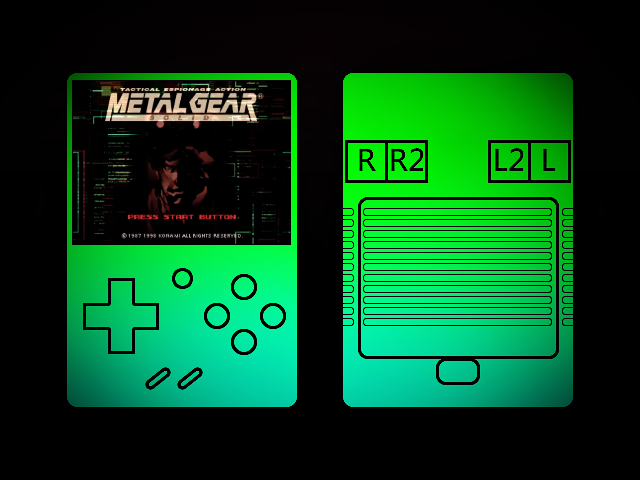 TACTICAL ESPIONAGE ACTION
METAL GEAR®
SOLID
PRESS START BUTTON
© 1987 1998 KONAMI ALL RIGHTS RESERVED.
R R2 L2 L